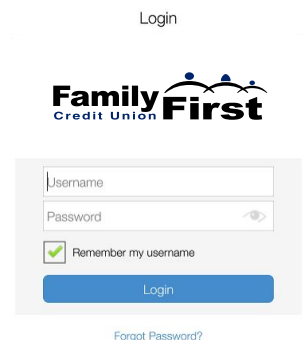 Login
Family First
Credit Union
Username
Password
Remember my username
Login
Forgot Password?